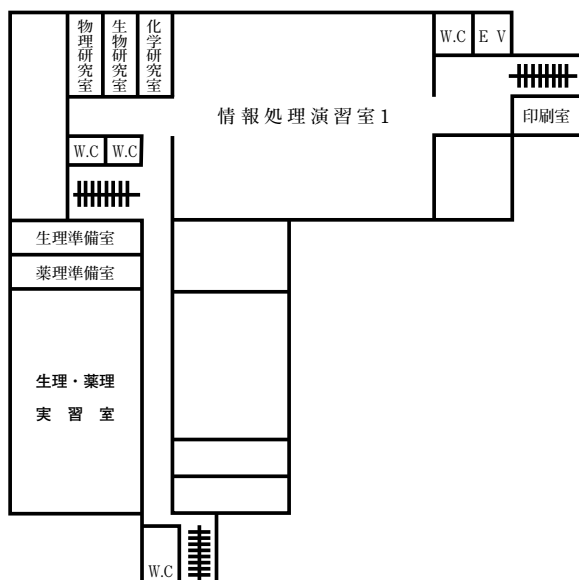 物理研究室
生物研究室
化学研究室
W.C
E V
情報処理演習室1
印刷室
W.C
W.C
生理準備室
薬理準備室
生理・薬理
実習室
W.C